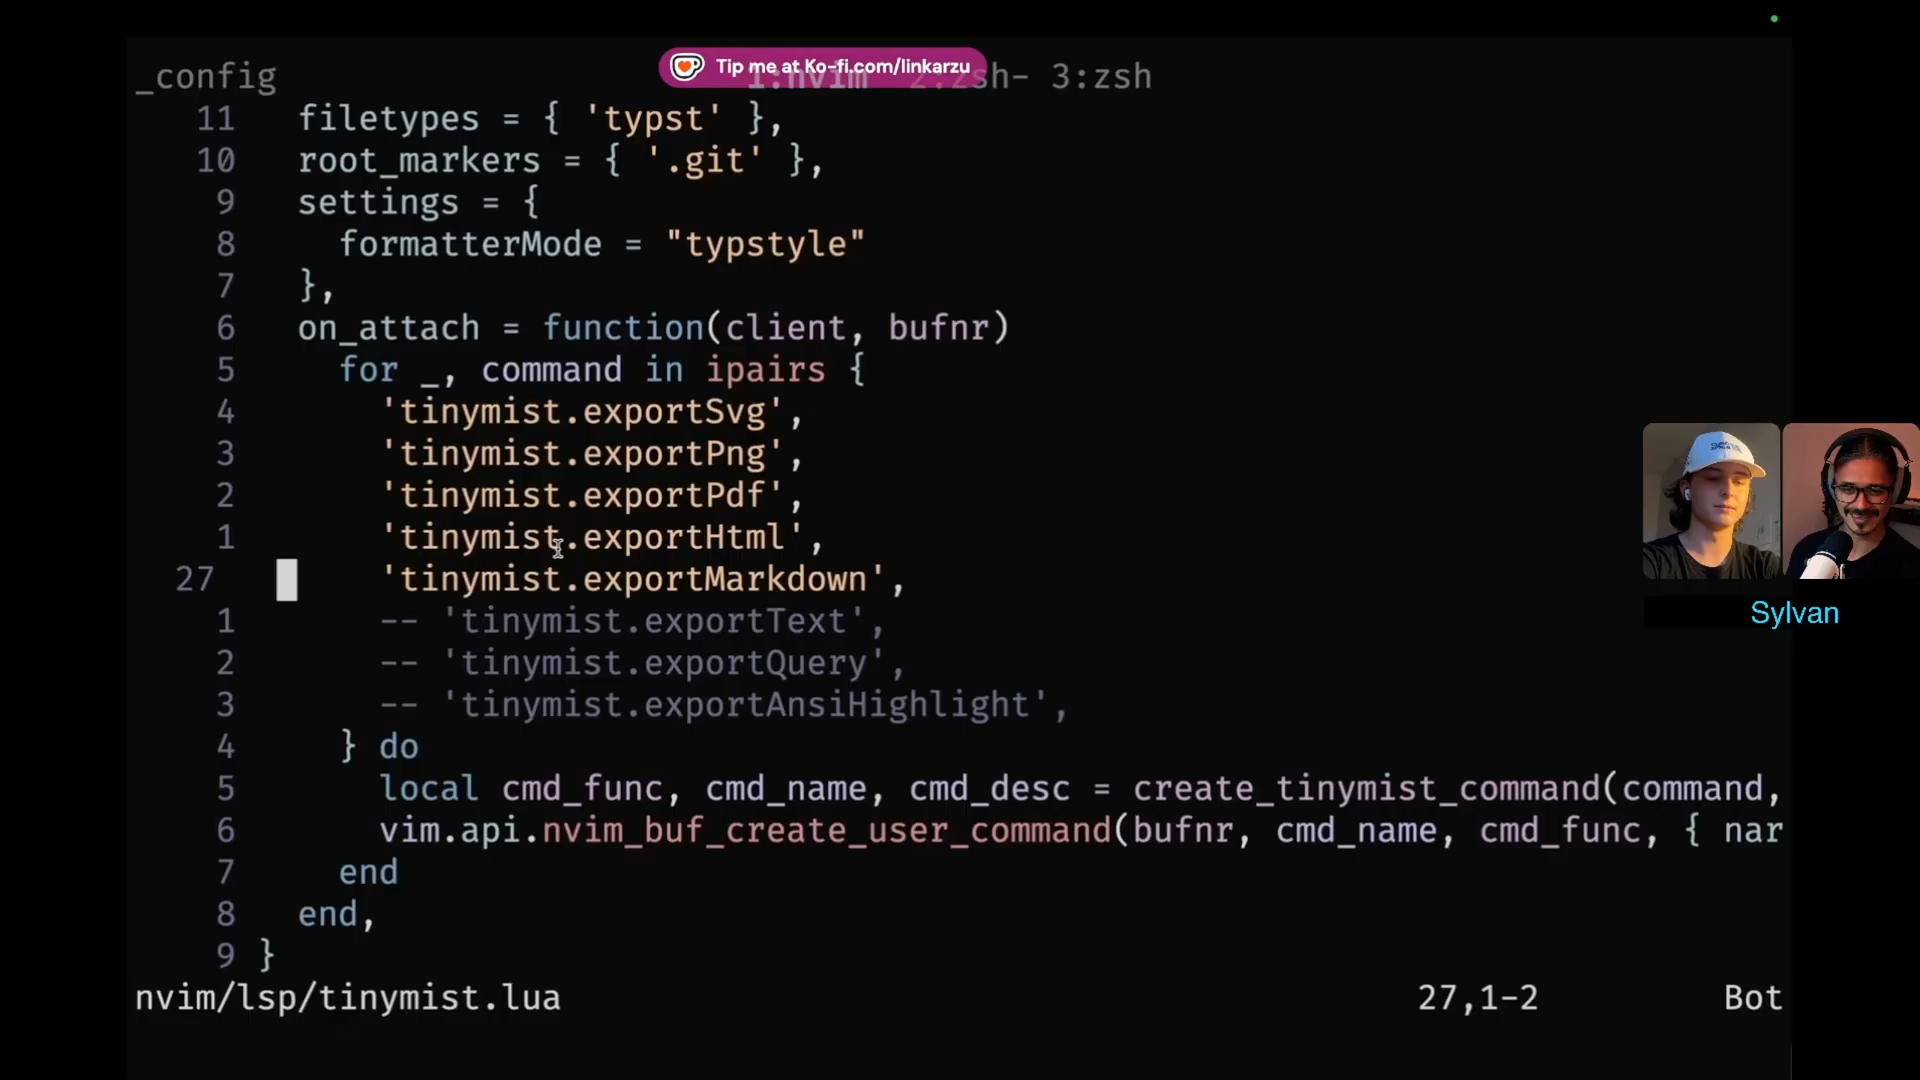 _config 1:nvim 2:zsh- 3:zsh
Tip me at Ko-fi.com/linkarzu
11 filetypes = { 'typst' },
10 root_markers = { '.git' },
9 settings = {
8 formatterMode = "typstyle"
7 },
6 on_attach = function(client, bufnr)
5 for _, command in ipairs {
4 'tinymist.exportSvg',
3 'tinymist.exportPng',
2 'tinymist.exportPdf',
1 'tinymist.exportHtml',
27 'tinymist.exportMarkdown',
1 -- 'tinymist.exportText',
2 -- 'tinymist.exportQuery',
3 -- 'tinymist.exportAnsiHighlight',
4 } do
5 local cmd_func, cmd_name, cmd_desc = create_tinymist_command(command,
6 vim.api.nvim_buf_create_user_command(bufnr, cmd_name, cmd_func, { nar
7 end
8 end,
9 }
nvim/lsp/tinymist.lua 27,1-2 Bot
Sylvan